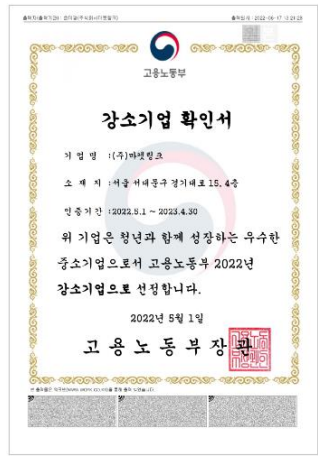 고용노동부
강소기업 확인서
기 업 명 : (주)마켓링크
소 재 지 : 서울 서대문구 경기대로 15, 4층
인증기간 : 2022.5.1 ~ 2023.4.30
위 기업은 청년과 함께 성장하는 우수한
중소기업으로서 고용노동부 2022년
강소기업으로 선정합니다.
2022년 5월 1일
고 용 노 동 부 장 관